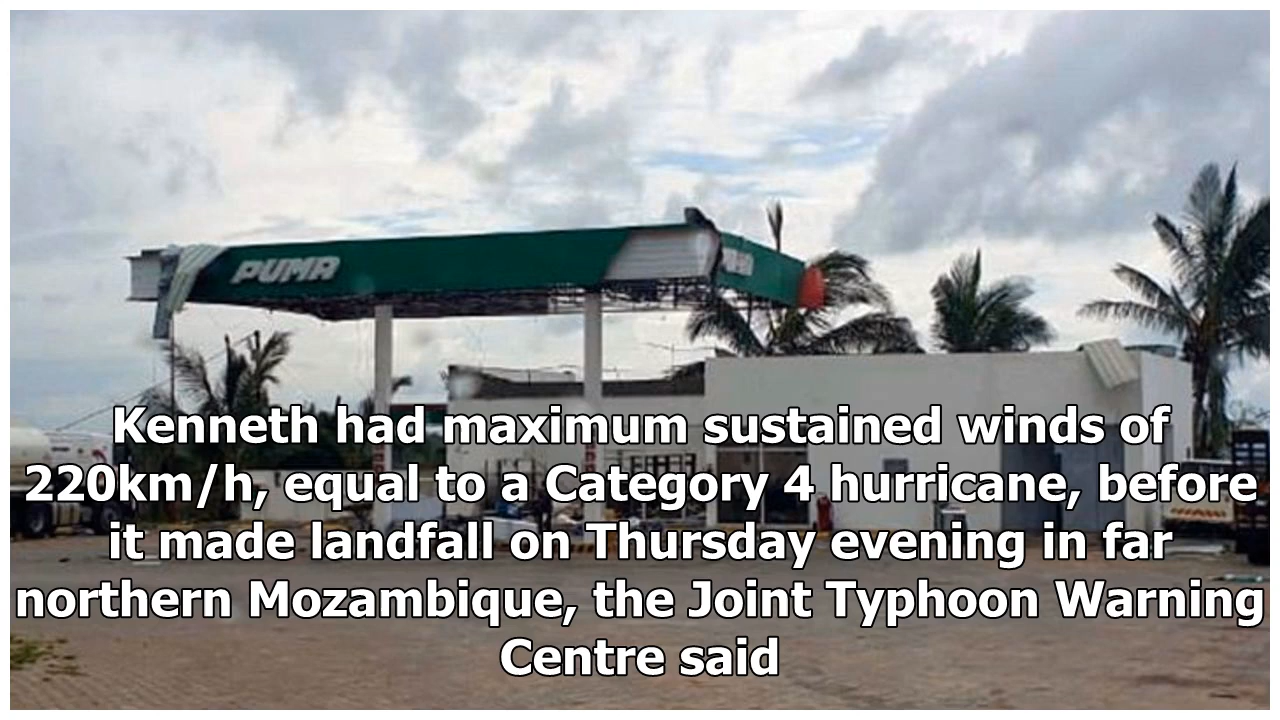 PUMA
Kenneth had maximum sustained winds of
220km/h, equal to a Category 4 hurricane, before
it made landfall on Thursday evening in far
northern Mozambique, the Joint Typhoon Warning
Centre said